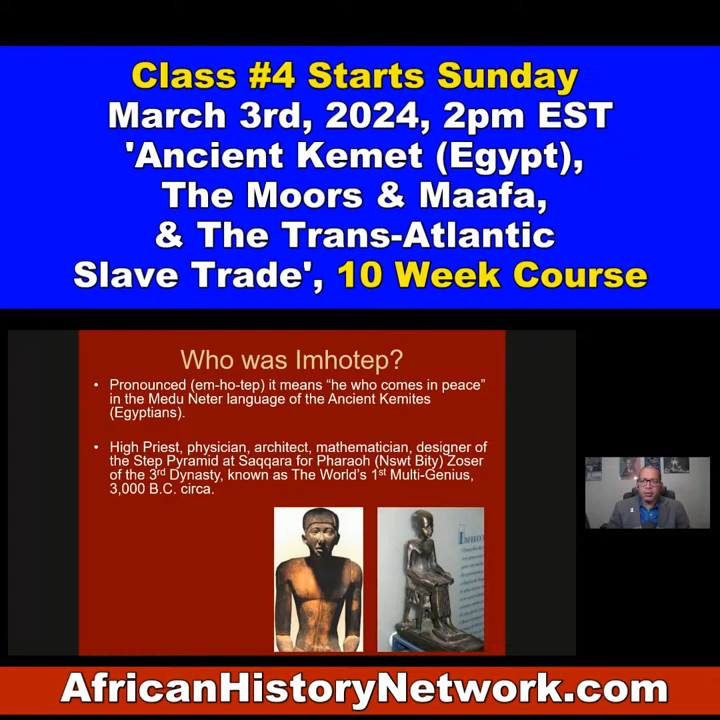 Class #4 Starts Sunday
March 3rd, 2024, 2pm EST
'Ancient Kemet (Egypt),
The Moors & Maafa,
& The Trans-Atlantic
Slave Trade', 10 Week Course
Who was Imhotep?
• Pronounced (em-ho-tep) it means “he who comes in peace”
in the Medu Neter language of the Ancient Kemites
(Egyptians).
• High Priest, physician, architect, mathematician, designer of
the Step Pyramid at Saqqara for Pharaoh (Nswt Bity) Zoser
of the 3rd Dynasty, known as The World’s 1st Multi-Genius,
3,000 B.C. circa.
AfricanHistoryNetwork.com